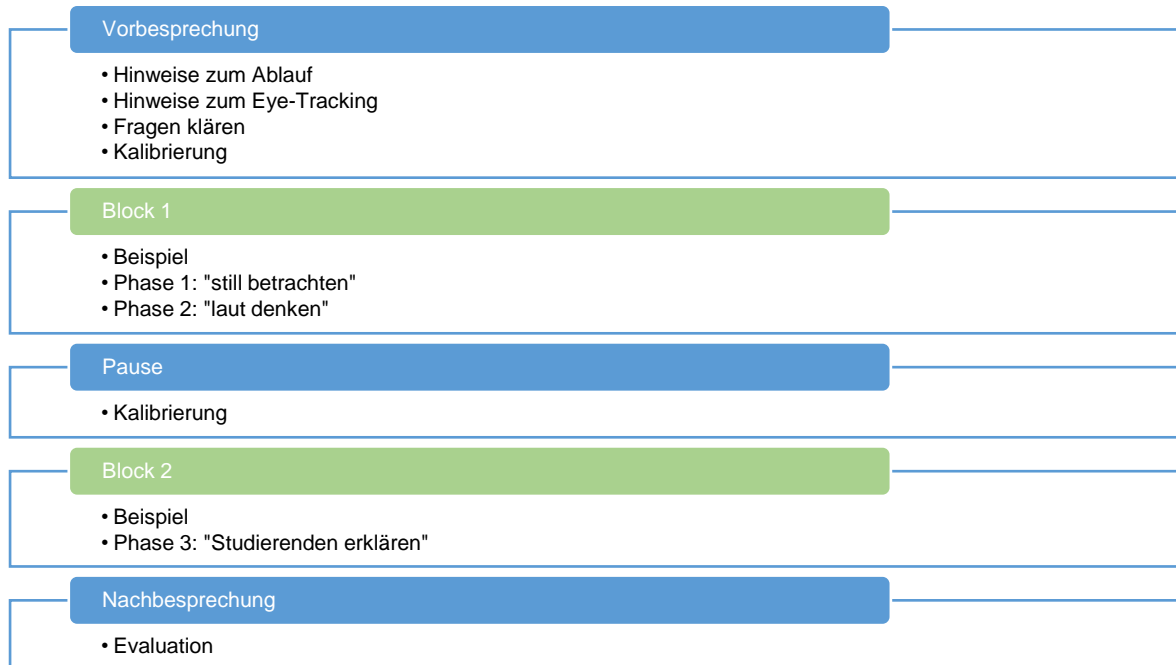 Vorbesprechung
• Hinweise zum Ablauf
• Hinweise zum Eye-Tracking
• Fragen klären
• Kalibrierung
Block 1
• Beispiel
• Phase 1: "still betrachten"
• Phase 2: "laut denken"
Pause
• Kalibrierung
Block 2
• Beispiel
• Phase 3: "Studierenden erklären"
Nachbesprechung
• Evaluation